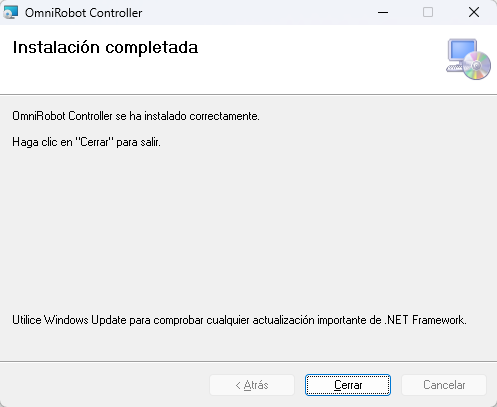 OmniRobot Controller
Instalación completada
OmniRobot Controller se ha instalado correctamente.
Haga clic en "Cerrar" para salir.
Utilice Windows Update para comprobar cualquier actualización importante de .NET Framework.
< Atrás
Cerrar
Cancelar